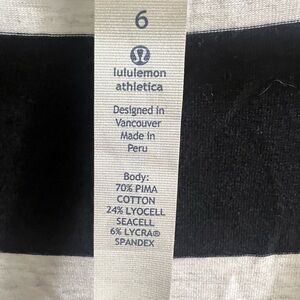 6
lululemon
athletica
Designed in
Vancouver
Made in
Peru
Body:
70% PIMA
COTTON
24% LYOCELL
SEACELL
6% LYCRA®
SPANDEX